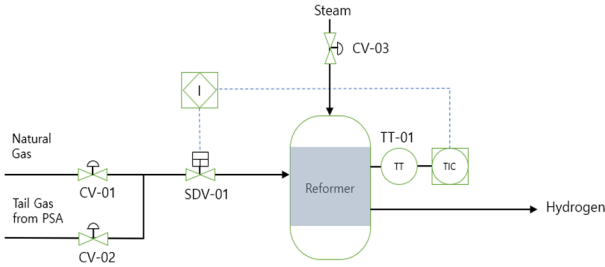 Steam
CV-03
I
Natural
Gas
TT-01
TT
TIC
CV-01
SDV-01
Reformer
Tail Gas
from PSA
Hydrogen
CV-02